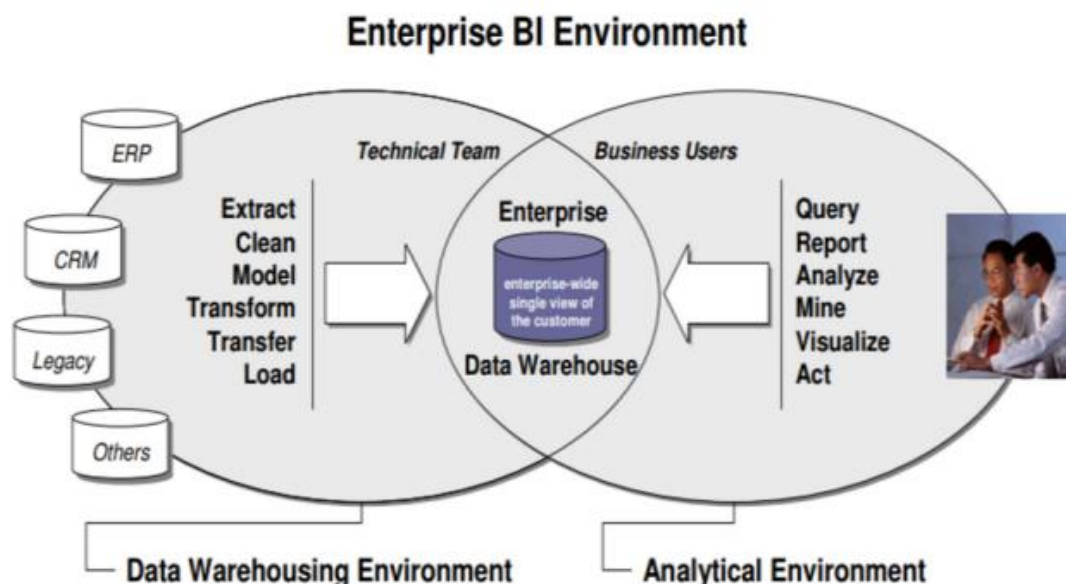 Enterprise BI Environment
Technical Team
Business Users
ERP
CRM
Legacy
Others
Extract
Clean
Model
Transform
Transfer
Load
Enterprise
enterprise-wide
single view of
the customer
Data Warehouse
Query
Report
Analyze
Mine
Visualize
Act
Data Warehousing Environment
Analytical Environment